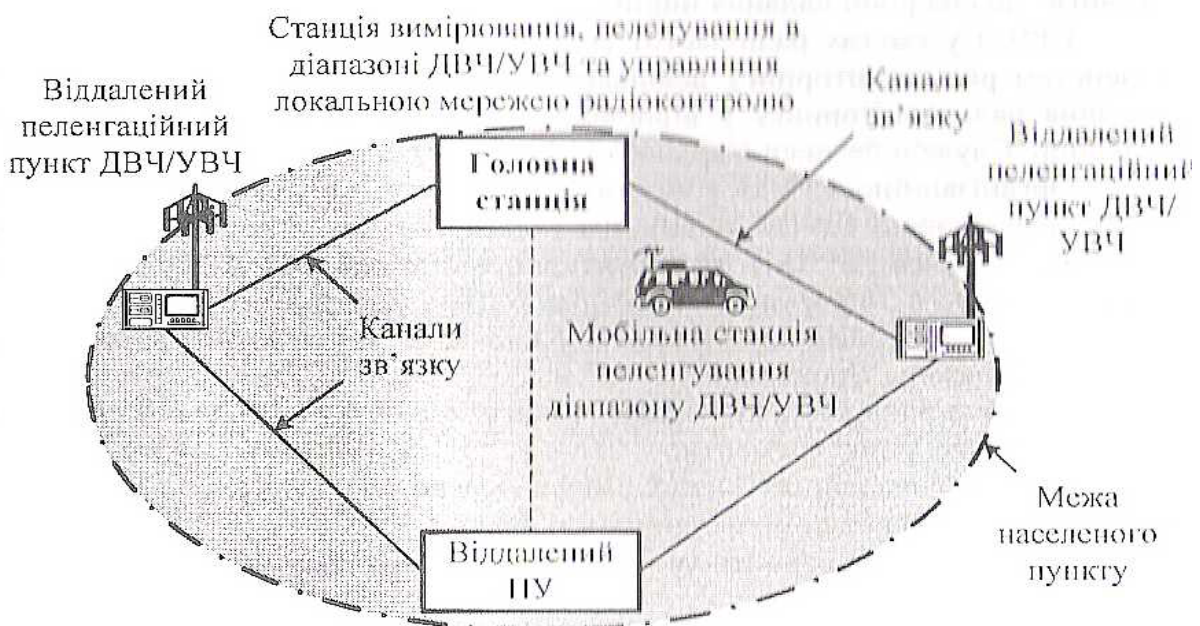 Станція вимірювання, пеленгування в
діапазоні ДВЧ/УВЧ та управління
локальною мережею радіоконтролю
Віддалений
пеленгаційний
пункт ДВЧ/УВЧ
Канали
зв’язку
Віддалений
пеленгаційний
пункт ДВЧ/
УВЧ
Головна
станція
Канали
зв’язку
Мобільна станція
пеленгування
діапазону ДВЧ/УВЧ
Віддалений
ПУ
Межа
населеного
пункту